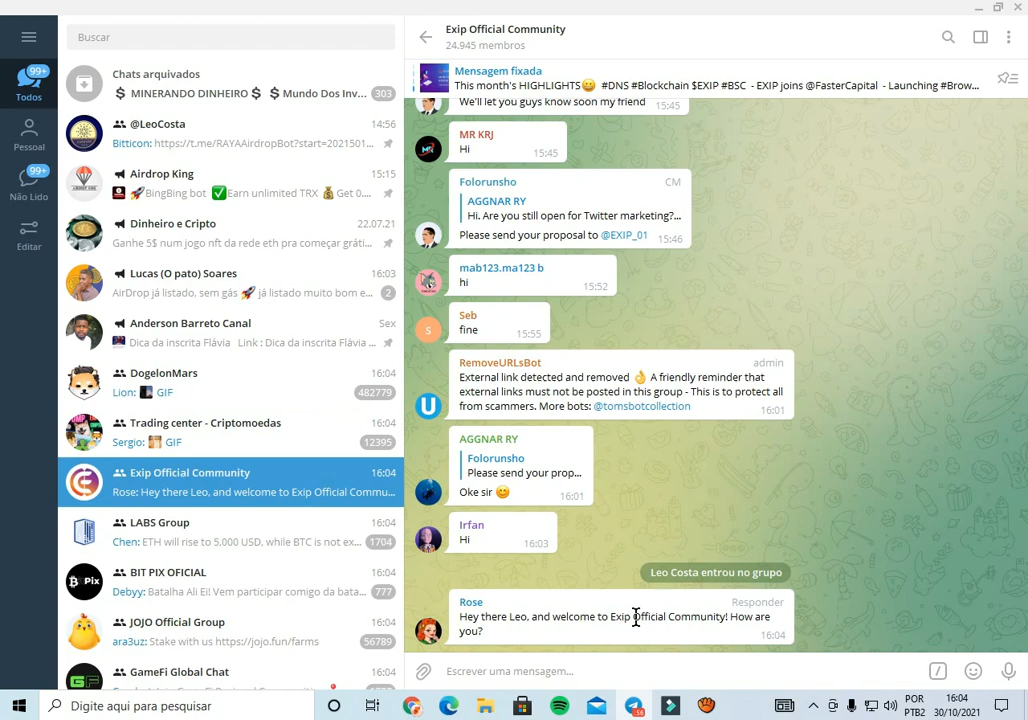 Buscar
99+
Todos
Pessoal
99+
Não Lido
Editar
Chats arquivados
$ MINERANDO DINHEIRO $ $ Mundo Dos Inv... 303
@LeoCosta 14:56
Bitticon: https://t.me/RAYAAirdropBot?start=2021501...
Airdrop King 15:15
🚀BingBing bot ✅Earn unlimited TRX 💰 Get 0....
Dinheiro e Cripto 22.07.21
Ganhe 5$ num jogo nft da rede eth pra começar gráti...
Lucas (O pato) Soares 16:03
AirDrop já listado, sem gás 🚀 já listado muito bom e... 2
Anderson Barreto Canal Sex
Dica da inscrita Flávia Link : Dica da inscrita Flávia ...
DogelonMars 16:04
Lion: GIF 482779
Trading center - Criptomoedas 16:04
Sergio: GIF 12395
Exip Official Community 16:04
Rose: Hey there Leo, and welcome to Exip Official Commu...
LABS Group 16:04
Chen: ETH will rise to 5,000 USD, while BTC is not ex... 1704
BIT PIX OFICIAL 16:04
Debyy: Batalha Ali Ei! Vem participar comigo da bata... 777
JOJO Official Group 16:04
ara3uz: Stake with us https://jojo.fun/farms 56789
GameFi Global Chat 16:04
Exip Official Community
24.945 membros
Mensagem fixada
This month's HIGHLIGHTS😀 #DNS #Blockchain $EXIP #BSC - EXIP joins @FasterCapital - Launching #Brow...
We'll let you guys know soon my friend 15:45
MR KRJ
Hi 15:45
Folorunsho CM
AGGNAR RY
Hi. Are you still open for Twitter marketing?...
Please send your proposal to @EXIP_01 15:46
mab123.ma123 b
hi 15:52
S
Seb
fine 15:55
RemoveURLsBot admin
External link detected and removed 👌 A friendly reminder that
external links must not be posted in this group - This is to protect all
from scammers. More bots: @tomsbotcollection 16:01
AGGNAR RY
Folorunsho
Please send your prop...
Oke sir 😊 16:01
Irfan
Hi 16:03
Leo Costa entrou no grupo
Rose Responder
Hey there Leo, and welcome to Exip Official Community! How are
you? 16:04
Escrever uma mensagem...
Digite aqui para pesquisar
POR 16:04
PTB2 30/10/2021